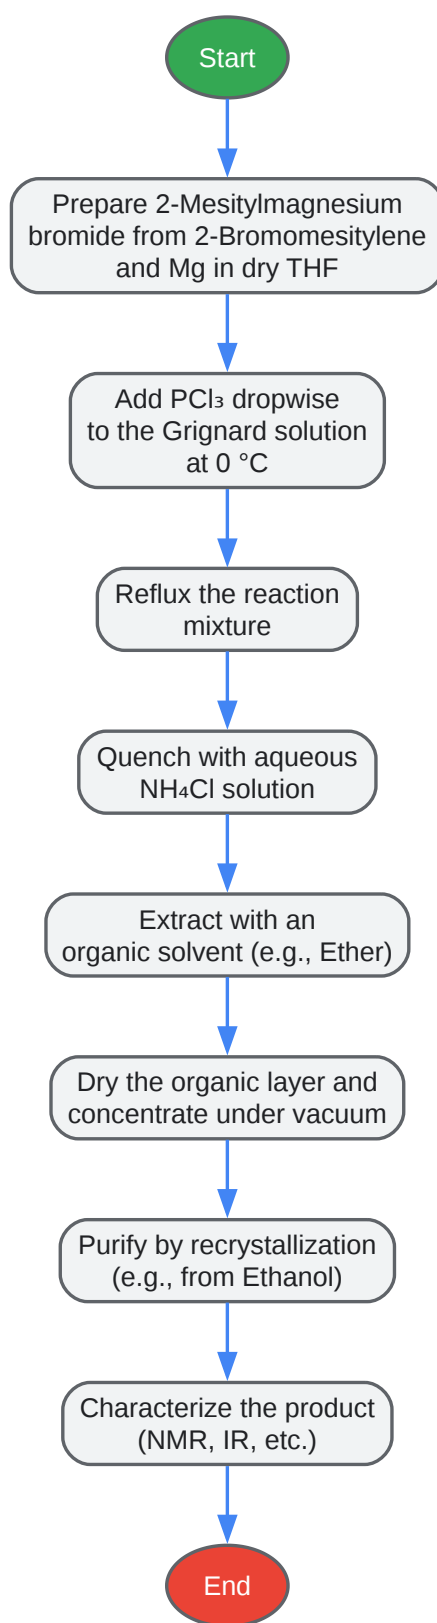 Start
Prepare 2-Mesitylmagnesium
bromide from 2-Bromomesitylene
and Mg in dry THF
Add PCl₃ dropwise
to the Grignard solution
at 0 °C
Reflux the reaction
mixture
Quench with aqueous
NH₄Cl solution
Extract with an
organic solvent (e.g., Ether)
Dry the organic layer and
concentrate under vacuum
Purify by recrystallization
(e.g., from Ethanol)
Characterize the product
(NMR, IR, etc.)
End